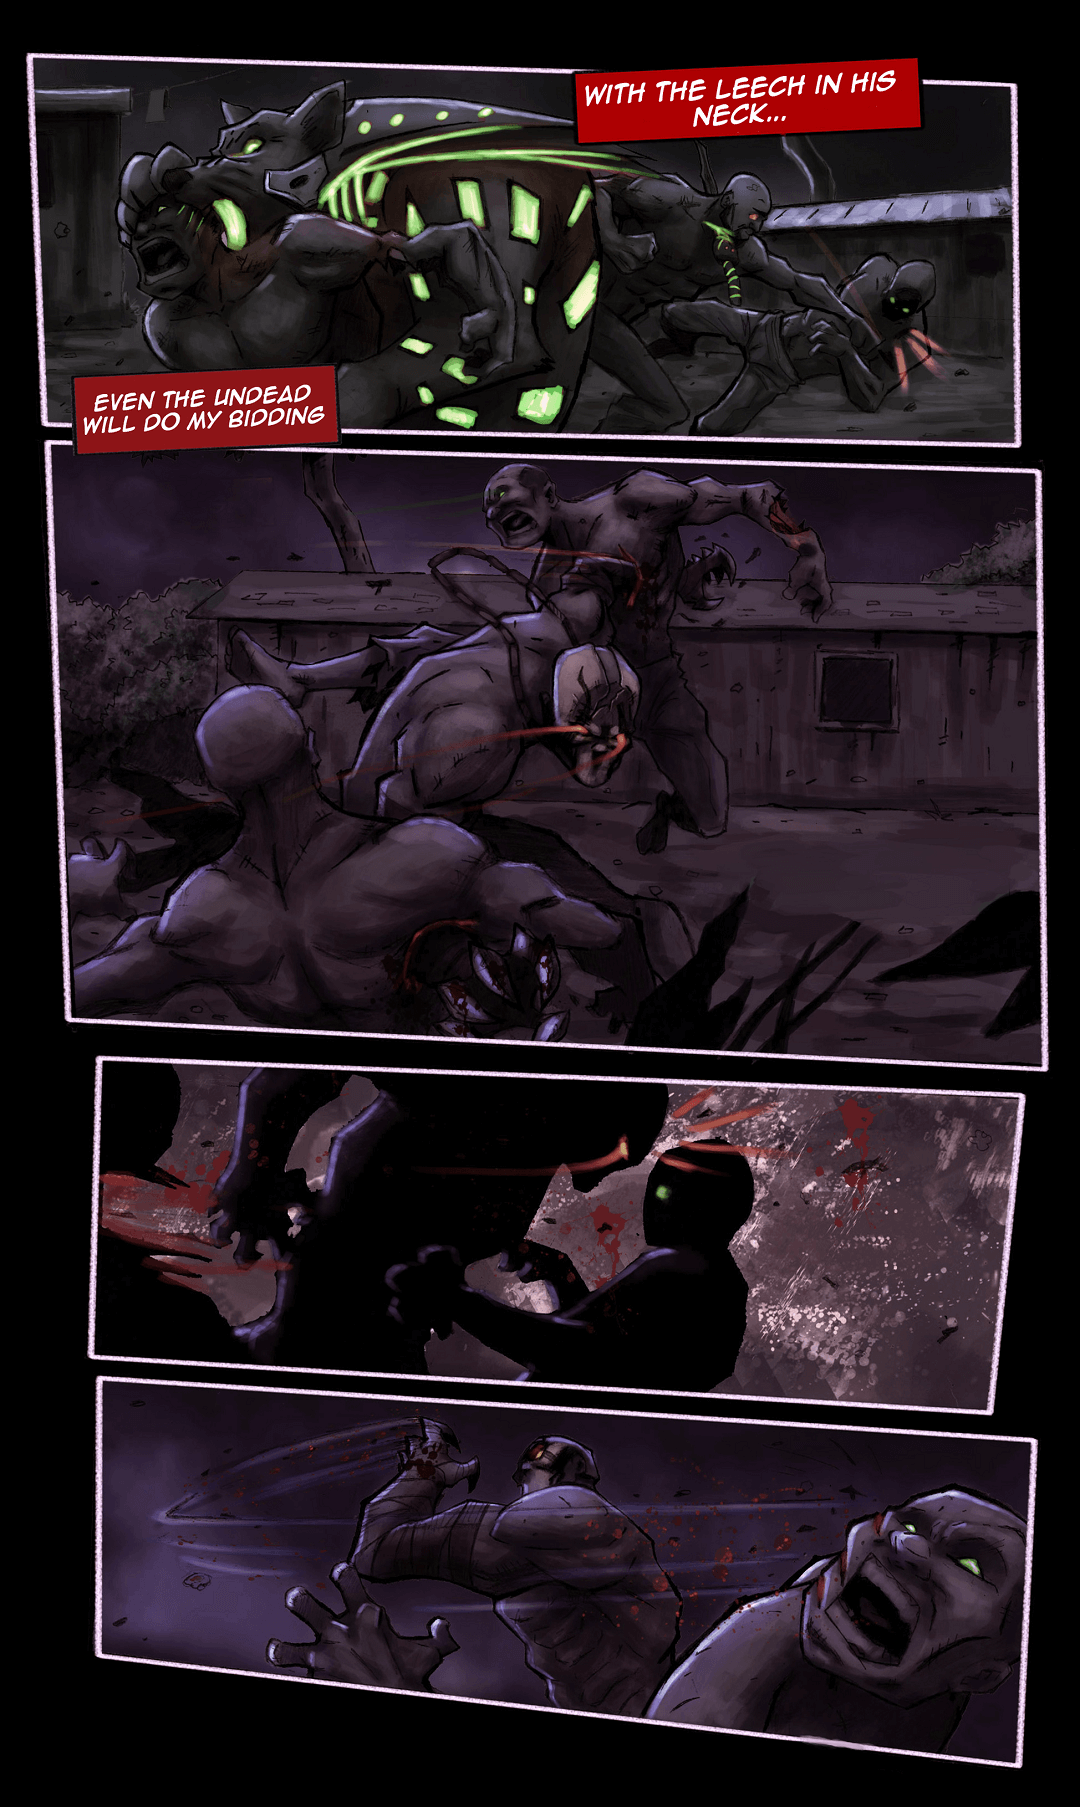 WITH THE LEECH IN HIS
NECK...
EVEN THE UNDEAD
WILL DO MY BIDDING